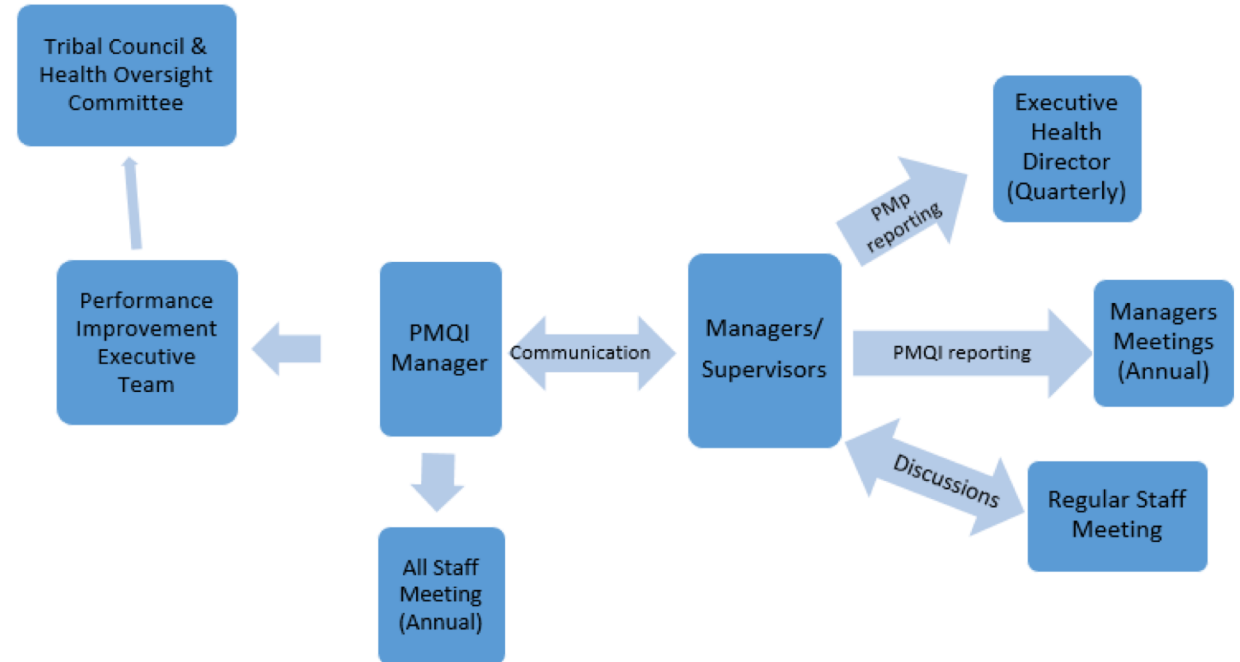 Tribal Council &
Health Oversight
Committee
Executive
Health
Director
(Quarterly)
PMp
reporting
Performance
Improvement
Executive
Team
PMQI
Manager
Communication
Managers/
Supervisors
PMQI reporting
Managers
Meetings
(Annual)
Discussions
Regular Staff
Meeting
All Staff
Meeting
(Annual)